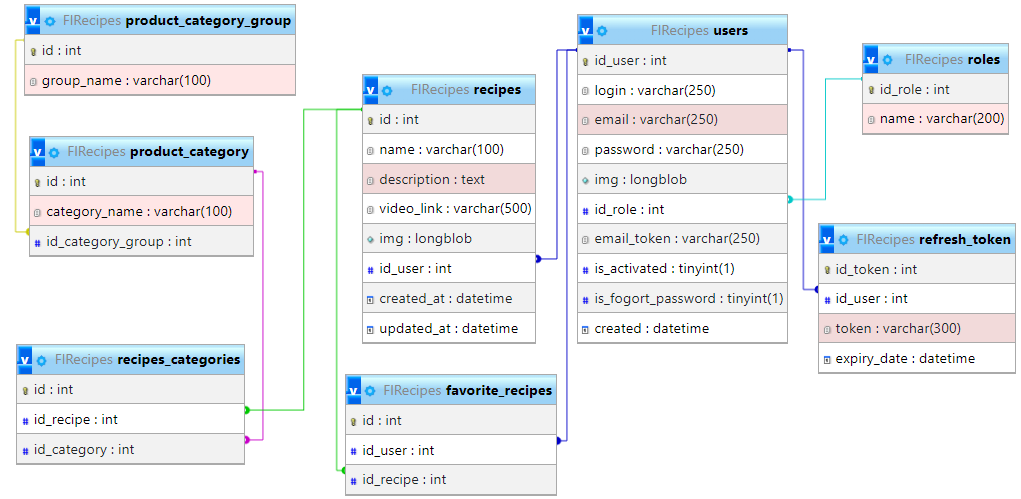 v FIRecipes product_category_group
id : int
group_name : varchar(100)
v FIRecipes product_category
id : int
category_name : varchar(100)
# id_category_group : int
v FIRecipes recipes_categories
id : int
# id_recipe : int
# id_category : int
v FIRecipes recipes
id : int
name : varchar(100)
description : text
video_link : varchar(500)
img : longblob
# id_user : int
created_at : datetime
updated_at : datetime
v FIRecipes favorite_recipes
id : int
# id_user : int
# id_recipe : int
v FIRecipes users
id_user : int
login : varchar(250)
email : varchar(250)
password : varchar(250)
img : longblob
# id_role : int
email_token : varchar(250)
# is_activated : tinyint(1)
# is_fogort_password : tinyint(1)
created : datetime
v FIRecipes roles
id_role : int
name : varchar(200)
v FIRecipes refresh_token
id_token : int
# id_user : int
token : varchar(300)
expiry_date : datetime